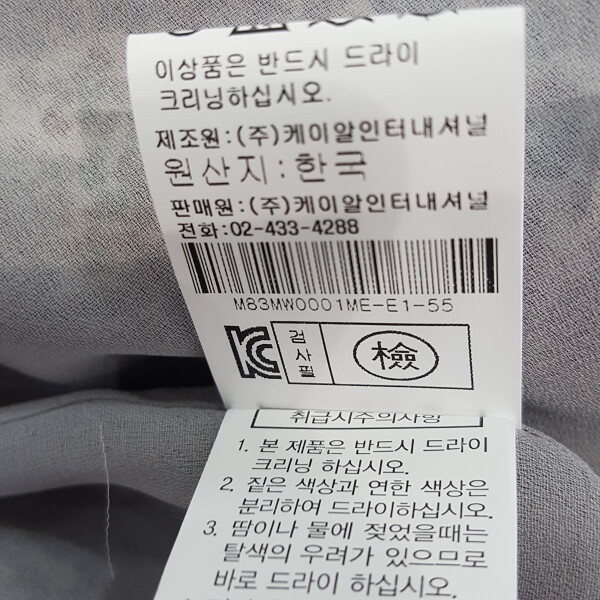 이상품은 반드시 드라이
크리닝하십시오.
제조원:(주)케이알인터내셔널
원산지:한국
판매원:(주)케이알인터내셔널
전화:02-433-4288
M83MW0001ME-E1-55
KC
검사필
檢
취급시주의사항
1. 본 제품은 반드시 드라이
크리닝 하십시오.
2. 짙은 색상과 연한 색상은
분리하여 드라이하십시오.
3. 땀이나 물에 젖었을때는
탈색의 우려가 있으므로
바로 드라이 하십시오.